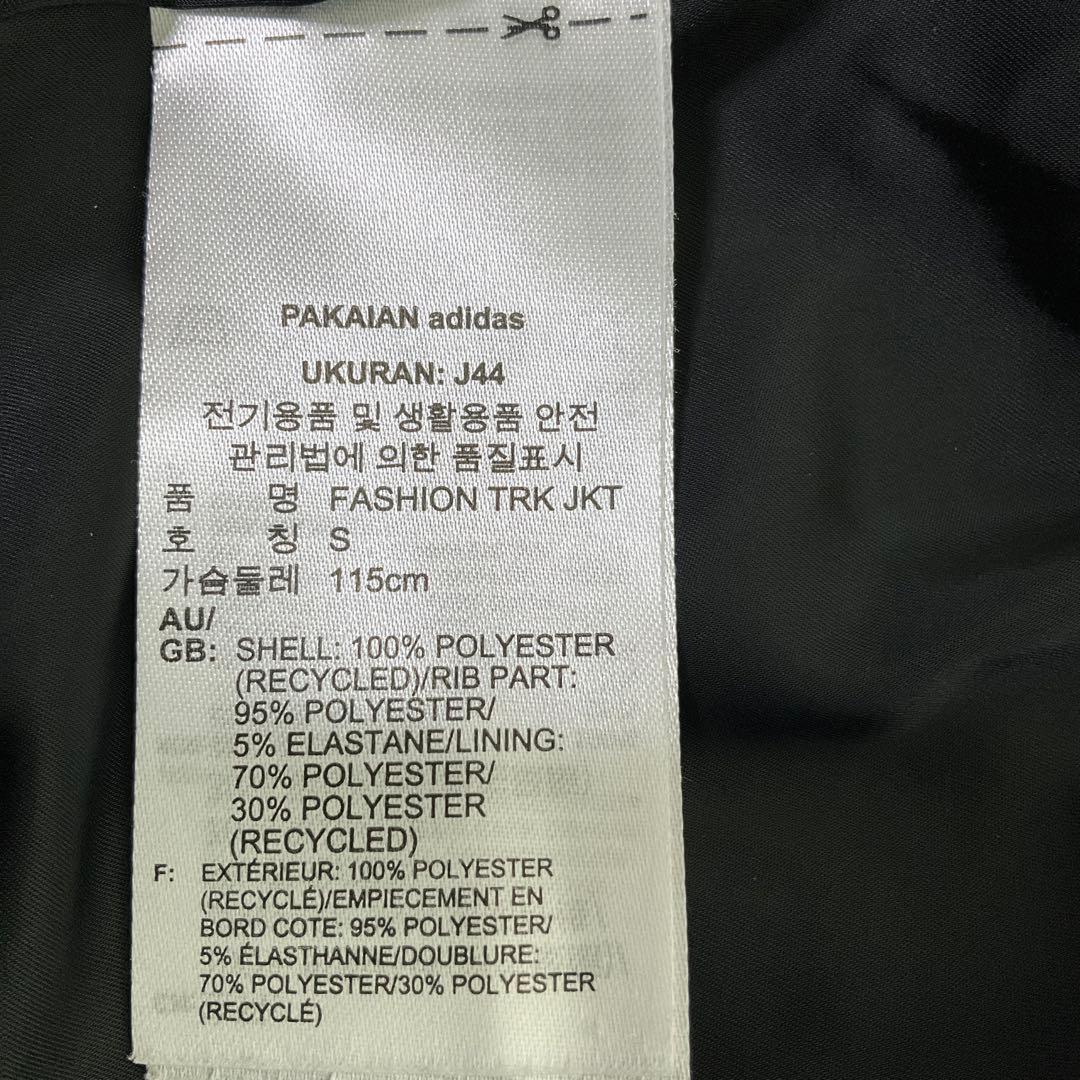 PAKAIAN adidas
UKURAN: J44
전기용품 및 생활용품 안전
관리법에 의한 품질표시
품 명 FASHION TRK JKT
호 칭 S
가슴둘레 115cm
AU/
GB: SHELL: 100% POLYESTER
(RECYCLED)/RIB PART:
95% POLYESTER/
5% ELASTANE/LINING:
70% POLYESTER/
30% POLYESTER
(RECYCLED)
F: EXTÉRIEUR: 100% POLYESTER
(RECYCLÉ)/EMPIECEMENT EN
BORD COTE: 95% POLYESTER/
5% ÉLASTHANNE/DOUBLURE:
70% POLYESTER/30% POLYESTER
(RECYCLÉ)